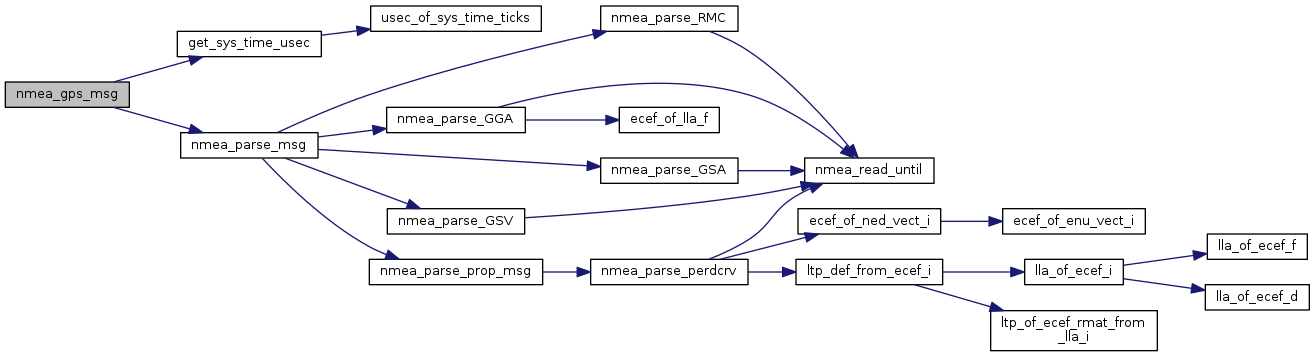 usec_of_sys_time_ticks
nmea_parse_RMC
get_sys_time_usec
nmea_gps_msg
nmea_parse_GGA
ecef_of_lla_f
nmea_parse_msg
nmea_parse_GSA
nmea_read_until
nmea_parse_GSV
ecef_of_ned_vect_i
ecef_of_enu_vect_i
lla_of_ecef_f
nmea_parse_prop_msg
nmea_parse_perdcrv
ltp_def_from_ecef_i
lla_of_ecef_i
lla_of_ecef_d
ltp_of_ecef_rmat_from
_lla_i